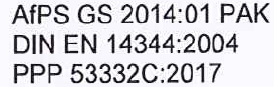 AfPS GS 2014:01 PAK
DIN EN 14344:2004
PPP 53332C:2017